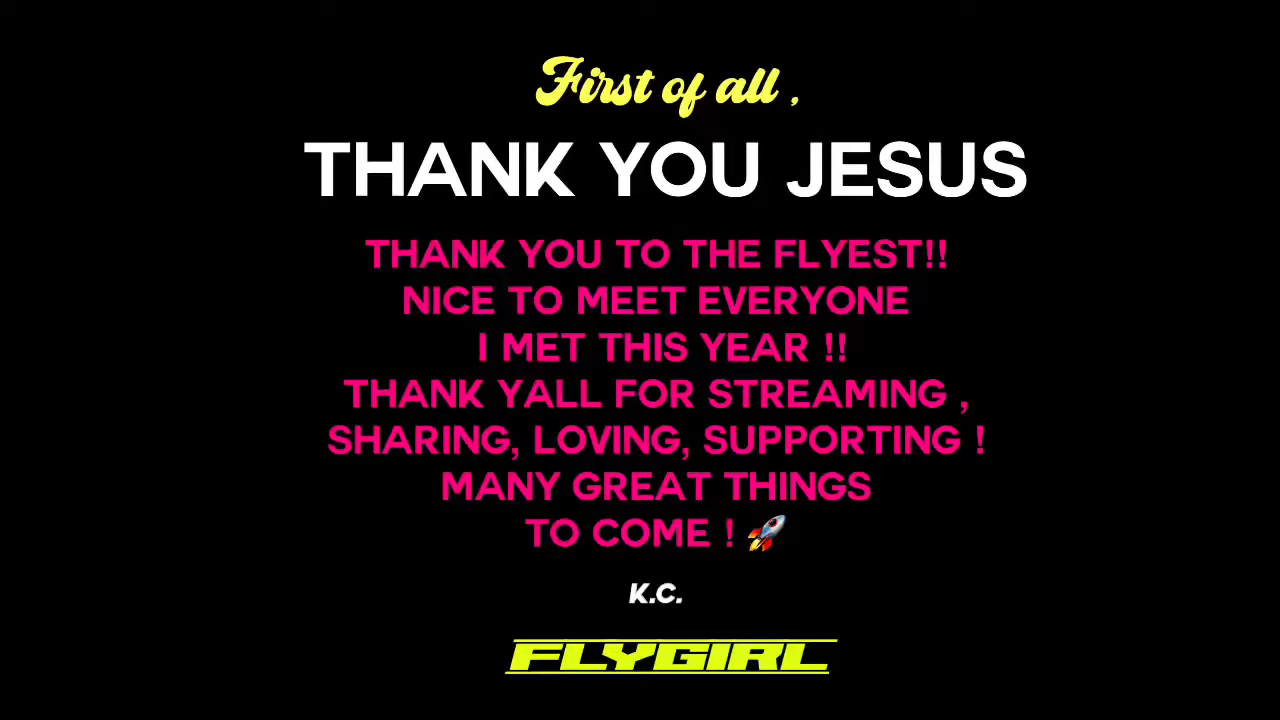 First of all ,
THANK YOU JESUS
THANK YOU TO THE FLYEST!!
NICE TO MEET EVERYONE
I MET THIS YEAR !!
THANK YALL FOR STREAMING ,
SHARING, LOVING, SUPPORTING !
MANY GREAT THINGS
TO COME ! 🚀
K.C.
FLYGIRL